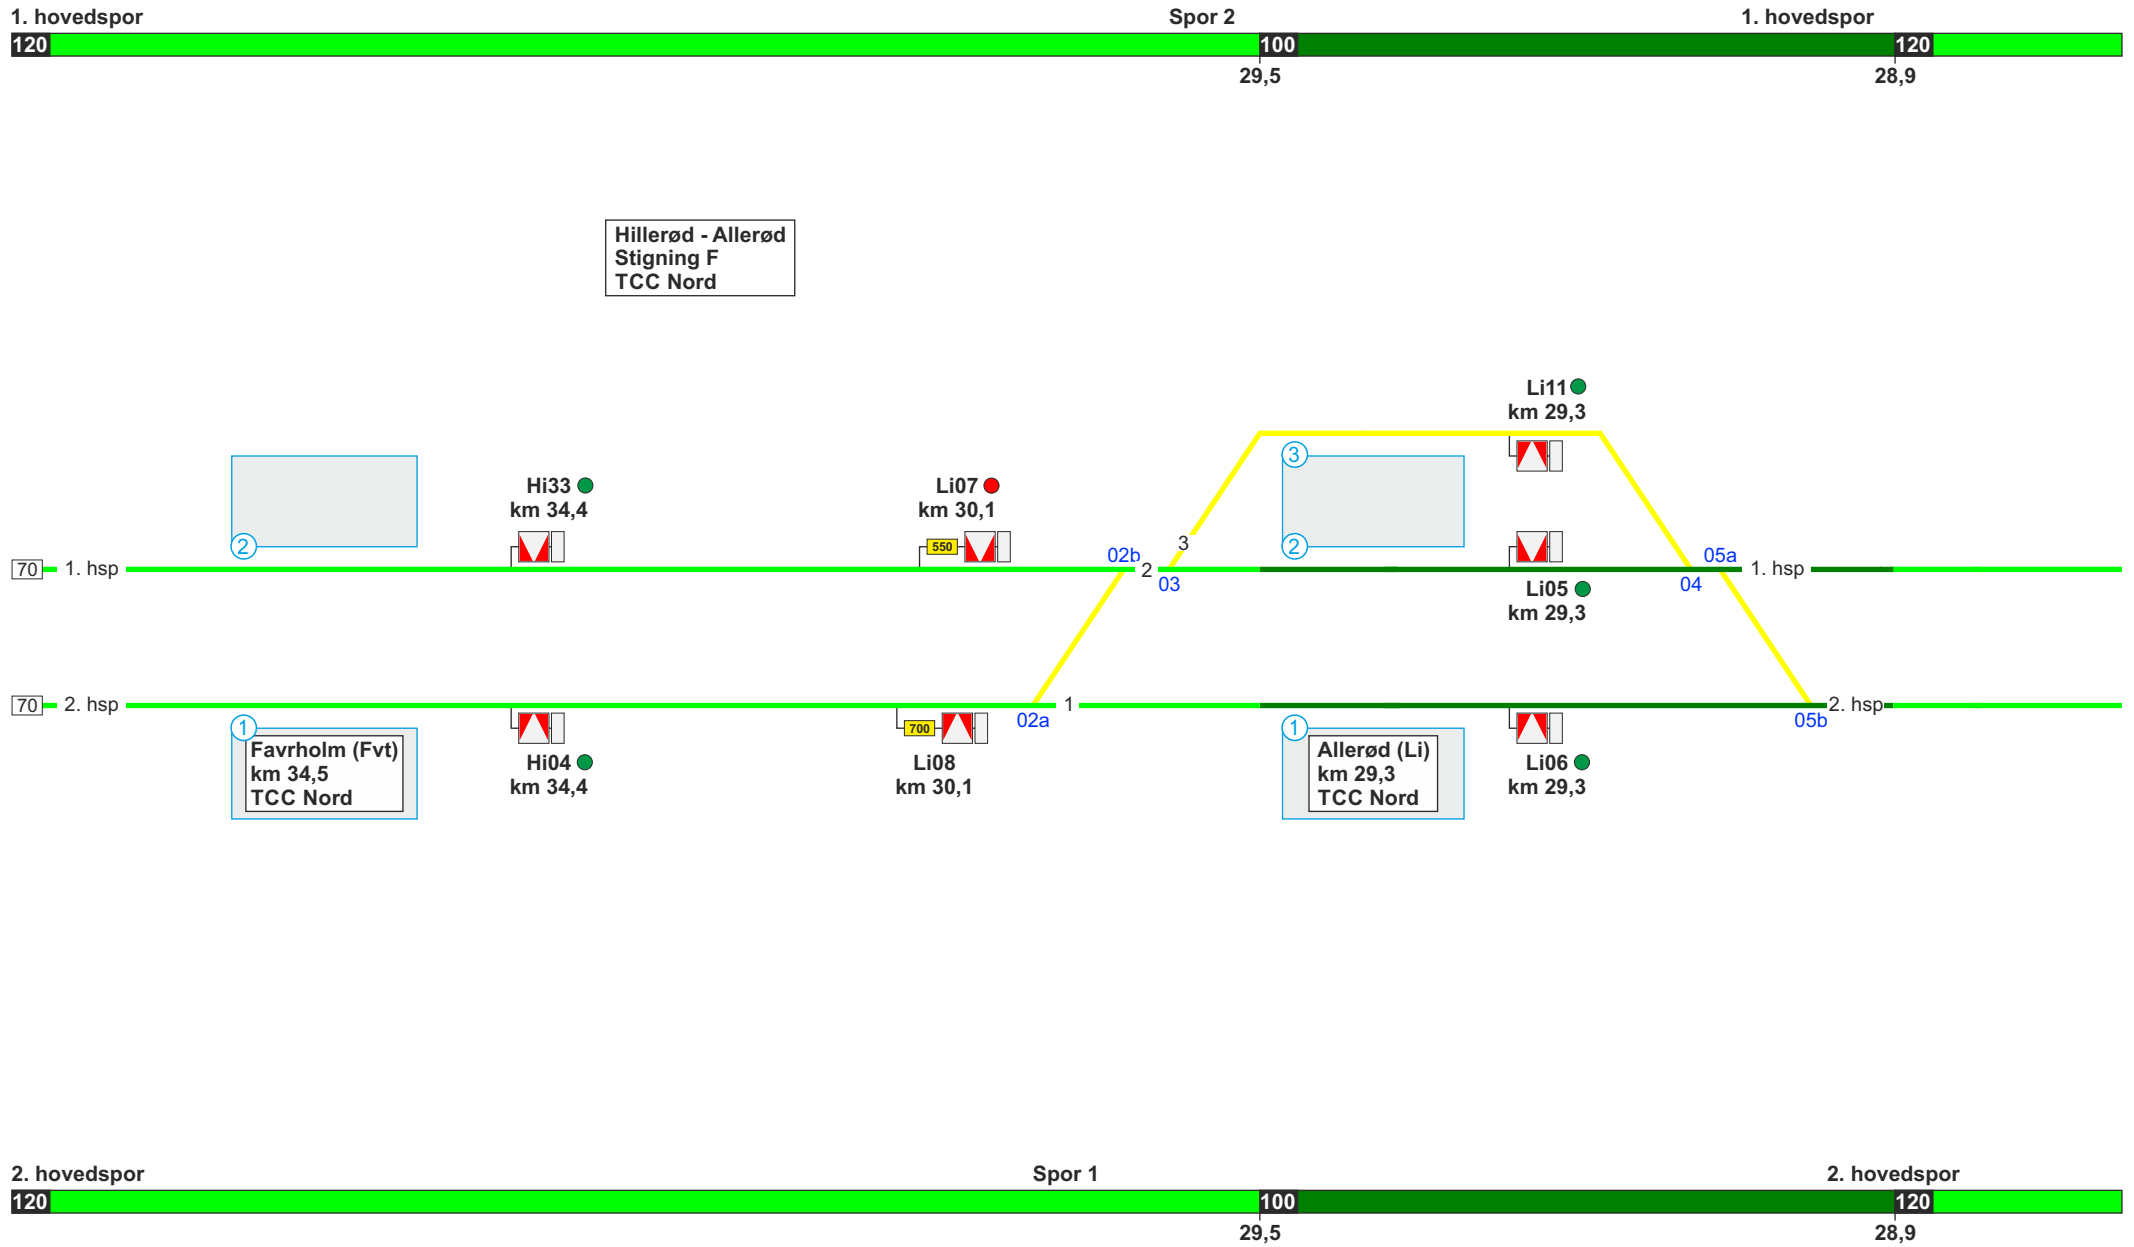 1. hovedspor
Spor 2
1. hovedspor
120
100
120
29,5
28,9
Hillerød - Allerød
Stigning F
TCC Nord
Li11
km 29,3
3
2
Hi33
km 34,4
Li07
km 30,1
550
2
3
02b
2
03
05a
04
70
1. hsp
1. hsp
Li05
km 29,3
70
2. hsp
1
2. hsp
02a
05b
1
Favrholm (Fvt)
km 34,5
TCC Nord
Hi04
km 34,4
700
Li08
km 30,1
1
Allerød (Li)
km 29,3
TCC Nord
Li06
km 29,3
2. hovedspor
Spor 1
2. hovedspor
120
100
120
29,5
28,9